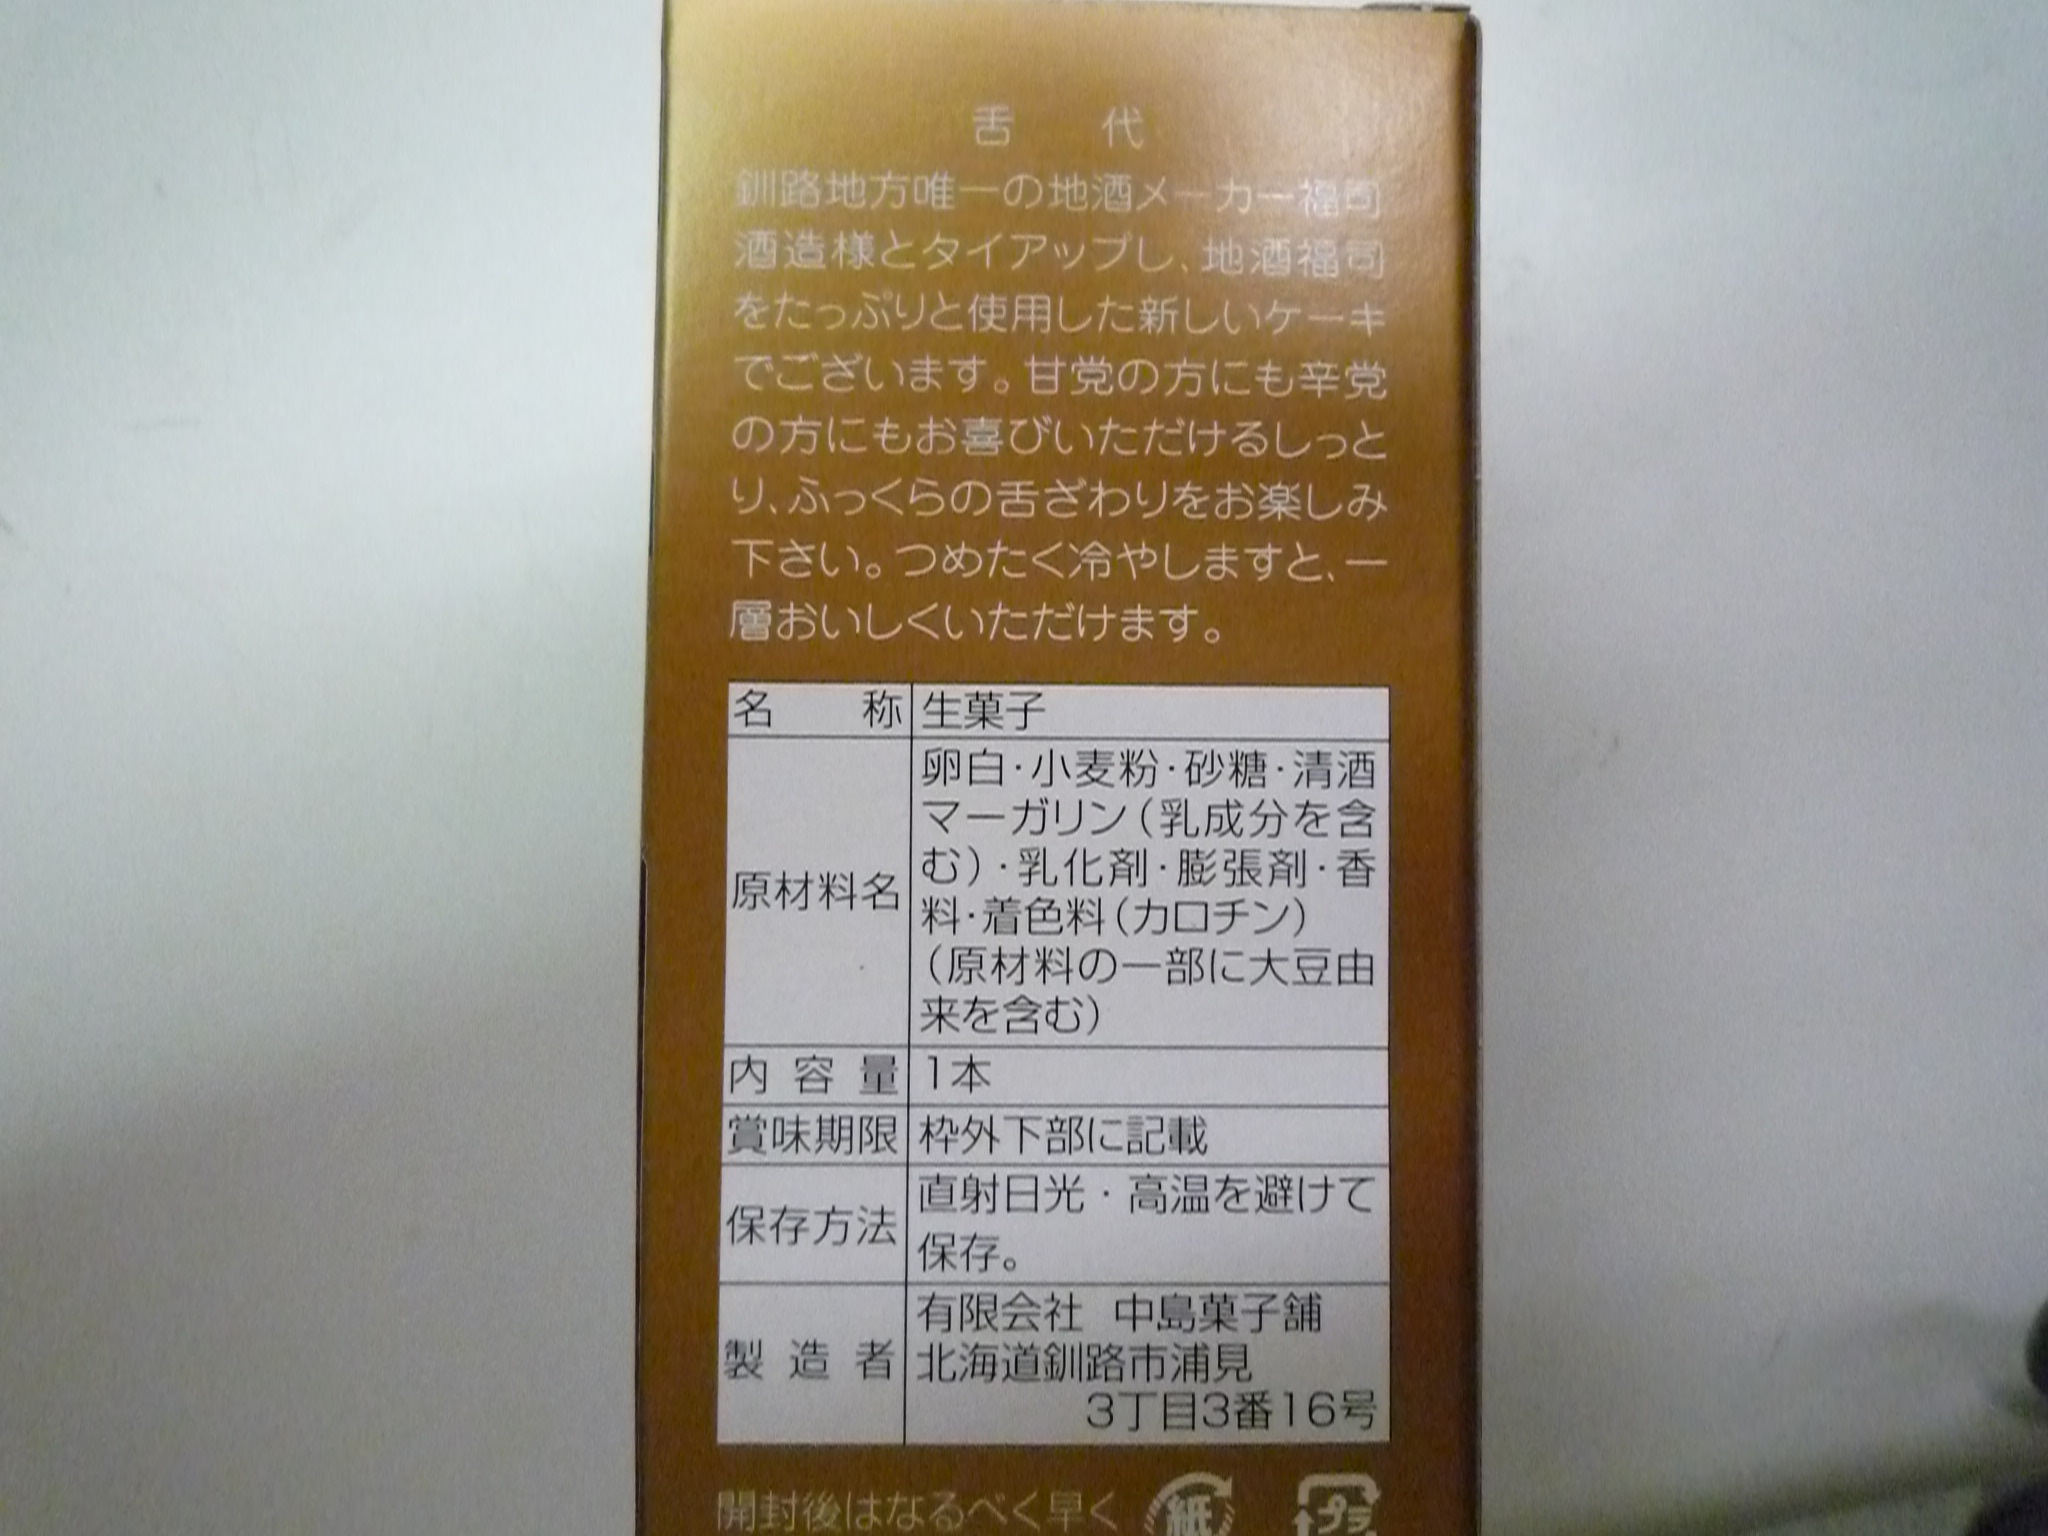 舌代
釧路地方唯一の地酒メーカー福司
酒造様とタイアップし、地酒福司
をたっぷりと使用した新しいケーキ
でございます。甘党の方にも辛党
の方にもお喜びいただけるしっと
り、ふっくらの舌ざわりをお楽しみ
下さい。つめたく冷やしますと、一
層おいしくいただけます。
名称 生菓子
原材料名 卵白・小麦粉・砂糖・清酒
マーガリン(乳成分を含
む)・乳化剤・膨張剤・香
料・着色料(カロチン)
(原材料の一部に大豆由
来を含む)
内容量 1本
賞味期限 枠外下部に記載
保存方法 直射日光・高温を避けて
保存。
製造者 有限会社 中島菓子舗
北海道釧路市浦見
3丁目3番16号
開封後はなるべく早く 紙 プラ